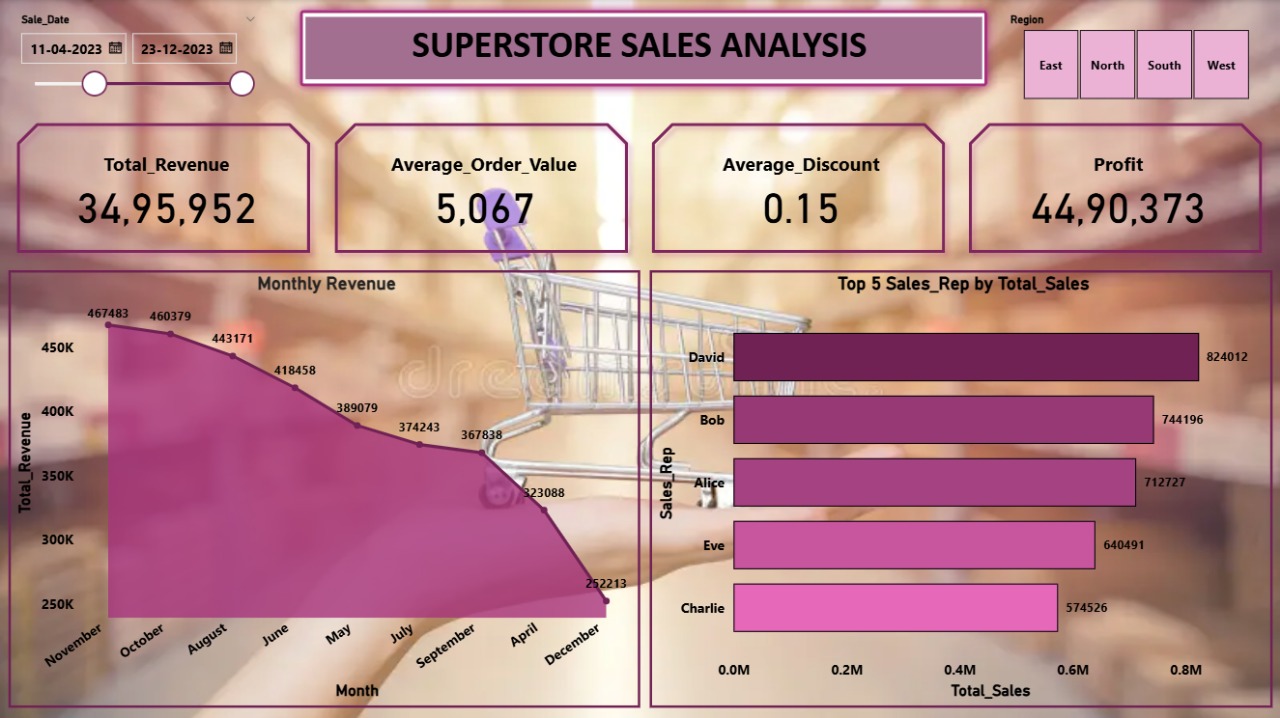 Sale_Date
11-04-2023
23-12-2023
SUPERSTORE SALES ANALYSIS
Region
East
North
South
West
Total_Revenue
34,95,952
Average_Order_Value
5,067
Average_Discount
0.15
Profit
44,90,373
Monthly Revenue
467483
460379
443171
418458
389079
374243
367838
323088
252213
450K
400K
350K
300K
250K
Total_Revenue
November
October
August
June
May
July
September
April
December
Month
Top 5 Sales_Rep by Total_Sales
Sales_Rep
David
824012
Bob
744196
Alice
712727
Eve
640491
Charlie
574526
0.0M
0.2M
0.4M
0.6M
0.8M
Total_Sales